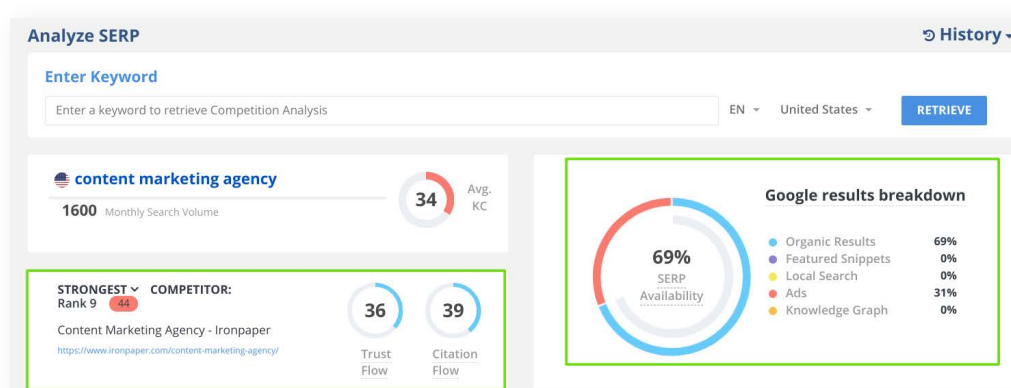 Analyze SERP
History
Enter Keyword
Enter a keyword to retrieve Competition Analysis
EN
United States
RETRIEVE
content marketing agency
1600 Monthly Search Volume
34
Avg.
KC
STRONGEST COMPETITOR:
Rank 9 44
Content Marketing Agency - Ironpaper
https://www.ironpaper.com/content-marketing-agency/
36
Trust
Flow
39
Citation
Flow
69%
SERP
Availability
Google results breakdown
Organic Results 69%
Featured Snippets 0%
Local Search 0%
Ads 31%
Knowledge Graph 0%